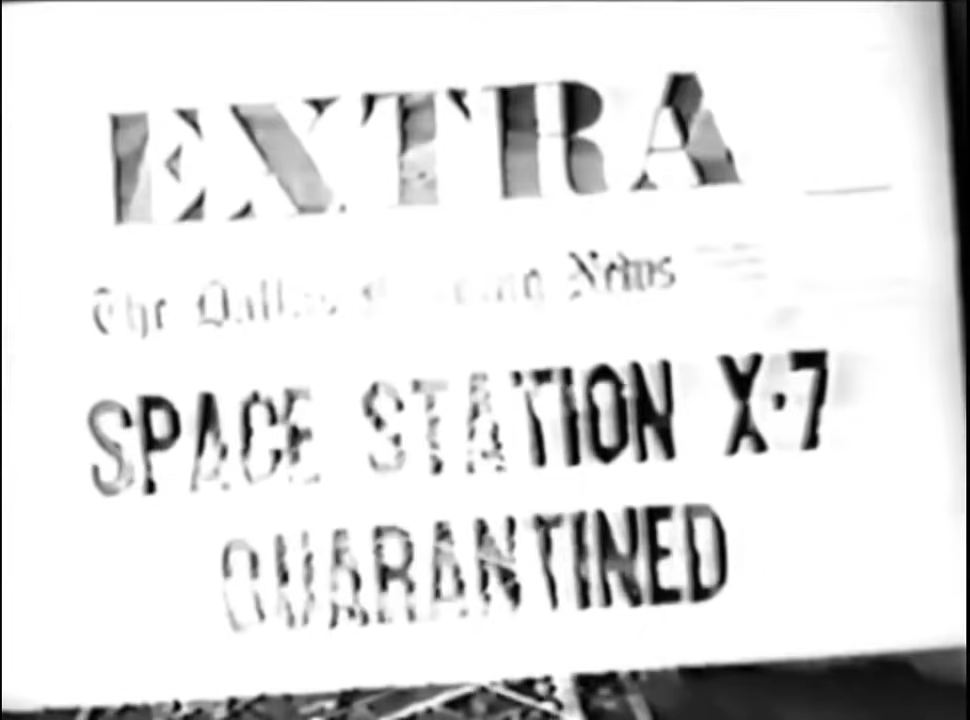 EXTRA
The Dallas News
SPACE STATION X-7
QUARANTINED